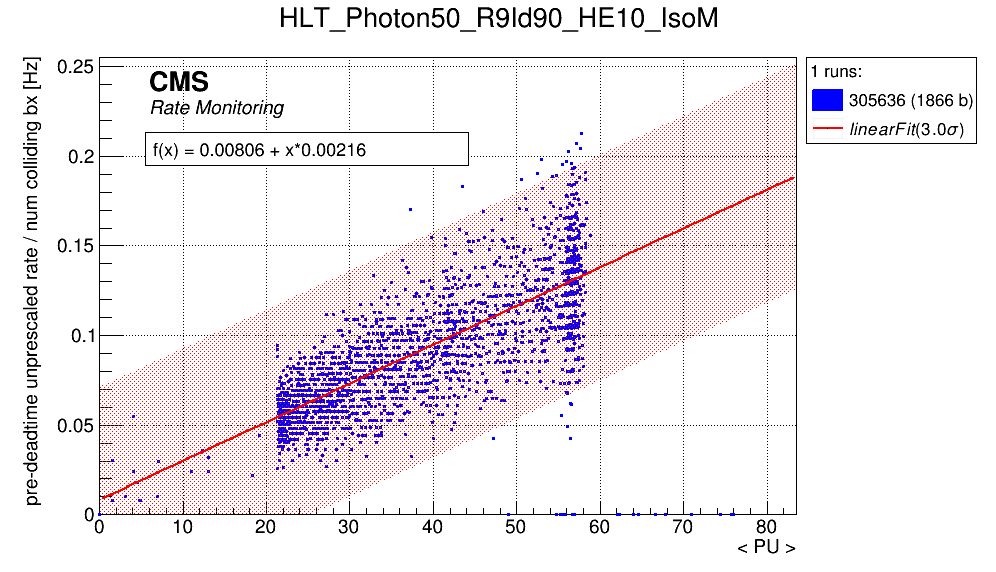 HLT_Photon50_R9Id90_HE10_IsoM
pre-deadtime unprescaled rate / num colliding bx [Hz]
0.25
0.2
0.15
0.1
0.05
0
CMS
Rate Monitoring
f(x) = 0.00806 + x*0.00216
1 runs:
305636 (1866 b)
linearFit(3.0σ)
0 10 20 30 40 50 60 70 80
< PU >